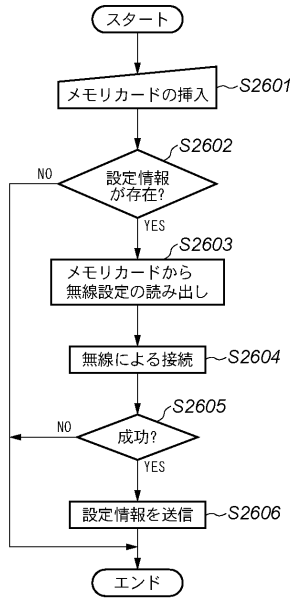 スタート
メモリカードの挿入
S2601
S2602
設定情報
が存在?
NO
YES
S2603
メモリカードから
無線設定の読み出し
無線による接続
S2604
S2605
成功?
NO
YES
設定情報を送信
S2606
エンド